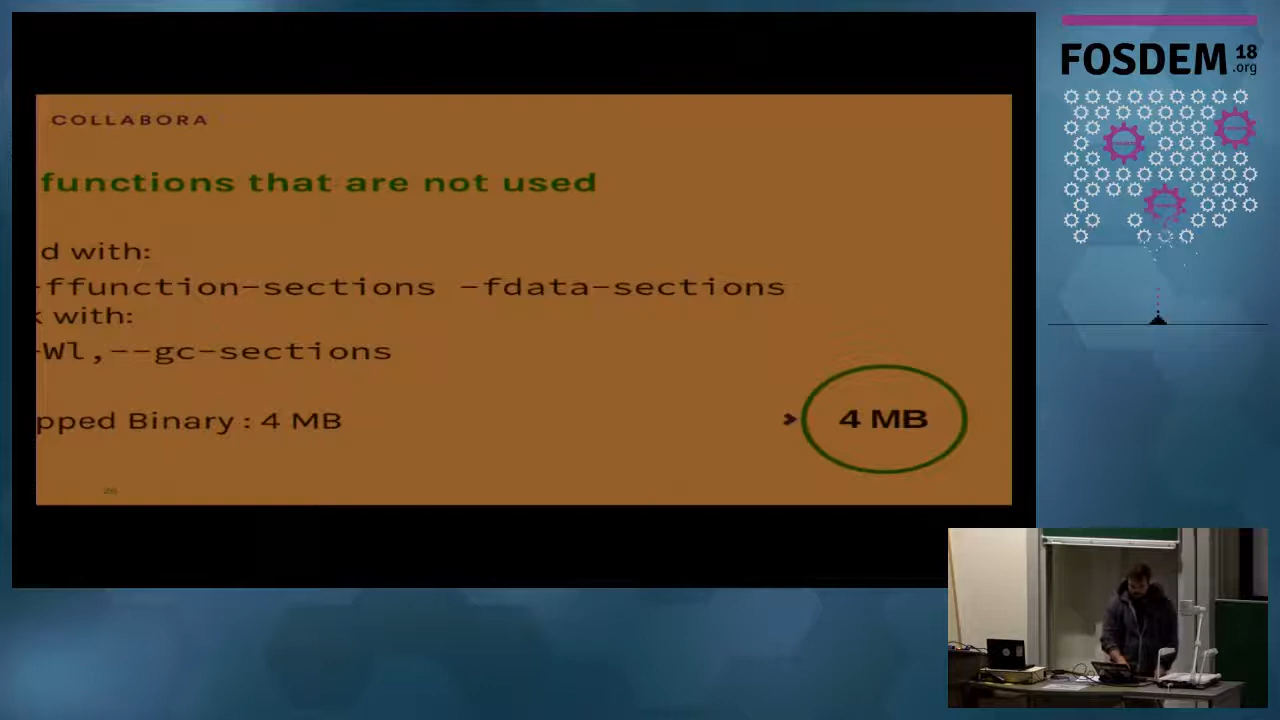 COLLABORA
functions that are not used
d with:
-ffunction-sections -fdata-sections
k with:
-Wl,--gc-sections
pped Binary : 4 MB
4 MB
26
FOSDEM 18
.org